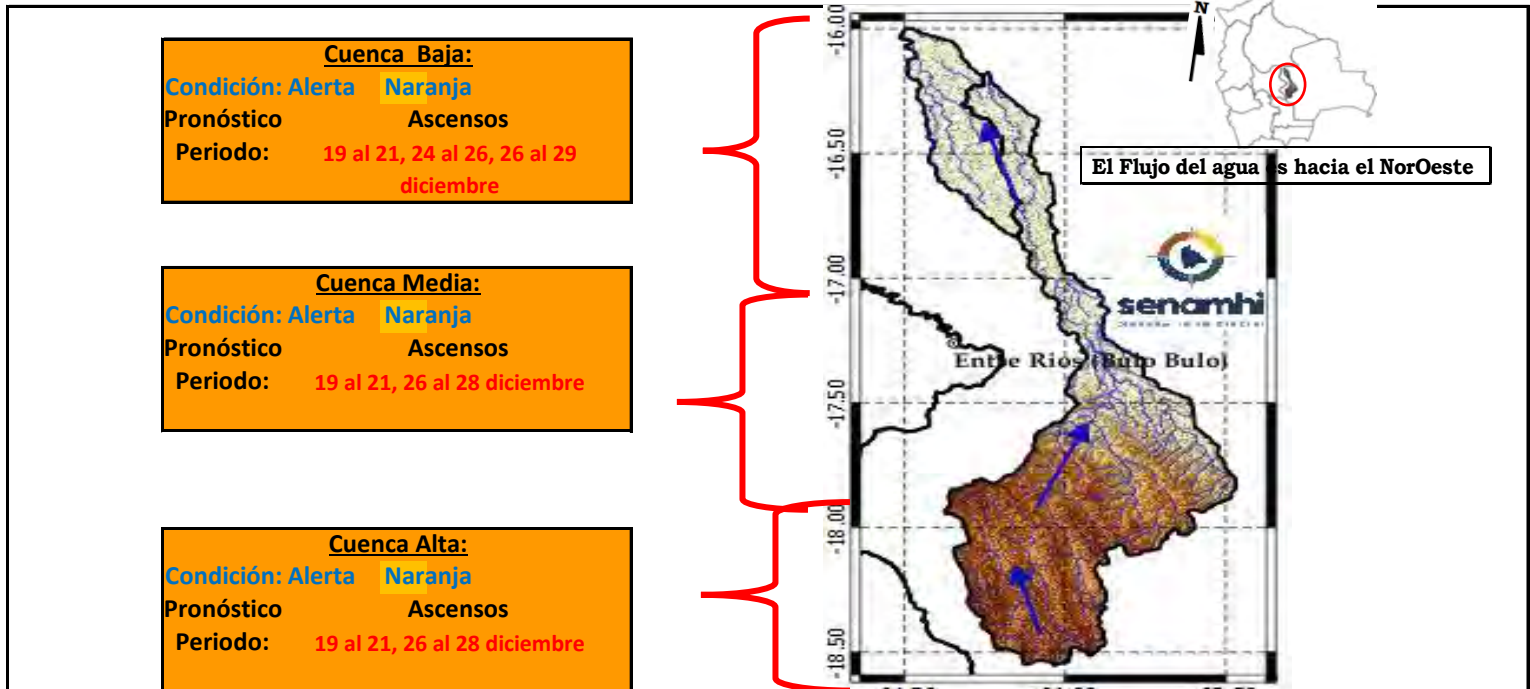 Cuenca Baja:
Condición: Alerta Naranja
Pronóstico Ascensos
Periodo: 19 al 21, 24 al 26, 26 al 29
diciembre
Cuenca Media:
Condición: Alerta Naranja
Pronóstico Ascensos
Periodo: 19 al 21, 26 al 28 diciembre
Cuenca Alta:
Condición: Alerta Naranja
Pronóstico Ascensos
Periodo: 19 al 21, 26 al 28 diciembre
N
El Flujo del agua es hacia el NorOeste
senamhi
Entre Rios (Bulo Bulo)
-16.00
-16.50
-17.00
-17.50
-18.00
-18.50